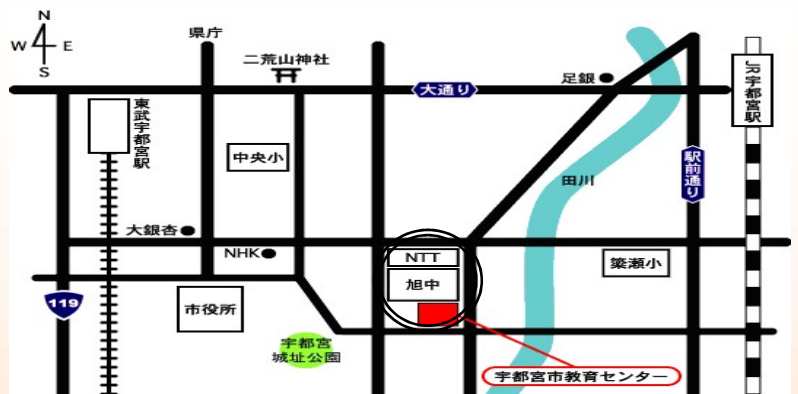 N
W E
S
県庁
二荒山神社
足銀
大通り
JR宇都宮駅
東武宇都宮駅
中央小
駅前通り
田川
大銀杏
NHK
NTT
簗瀬小
旭中
119
市役所
宇都宮
城址公園
宇都宮市教育センター